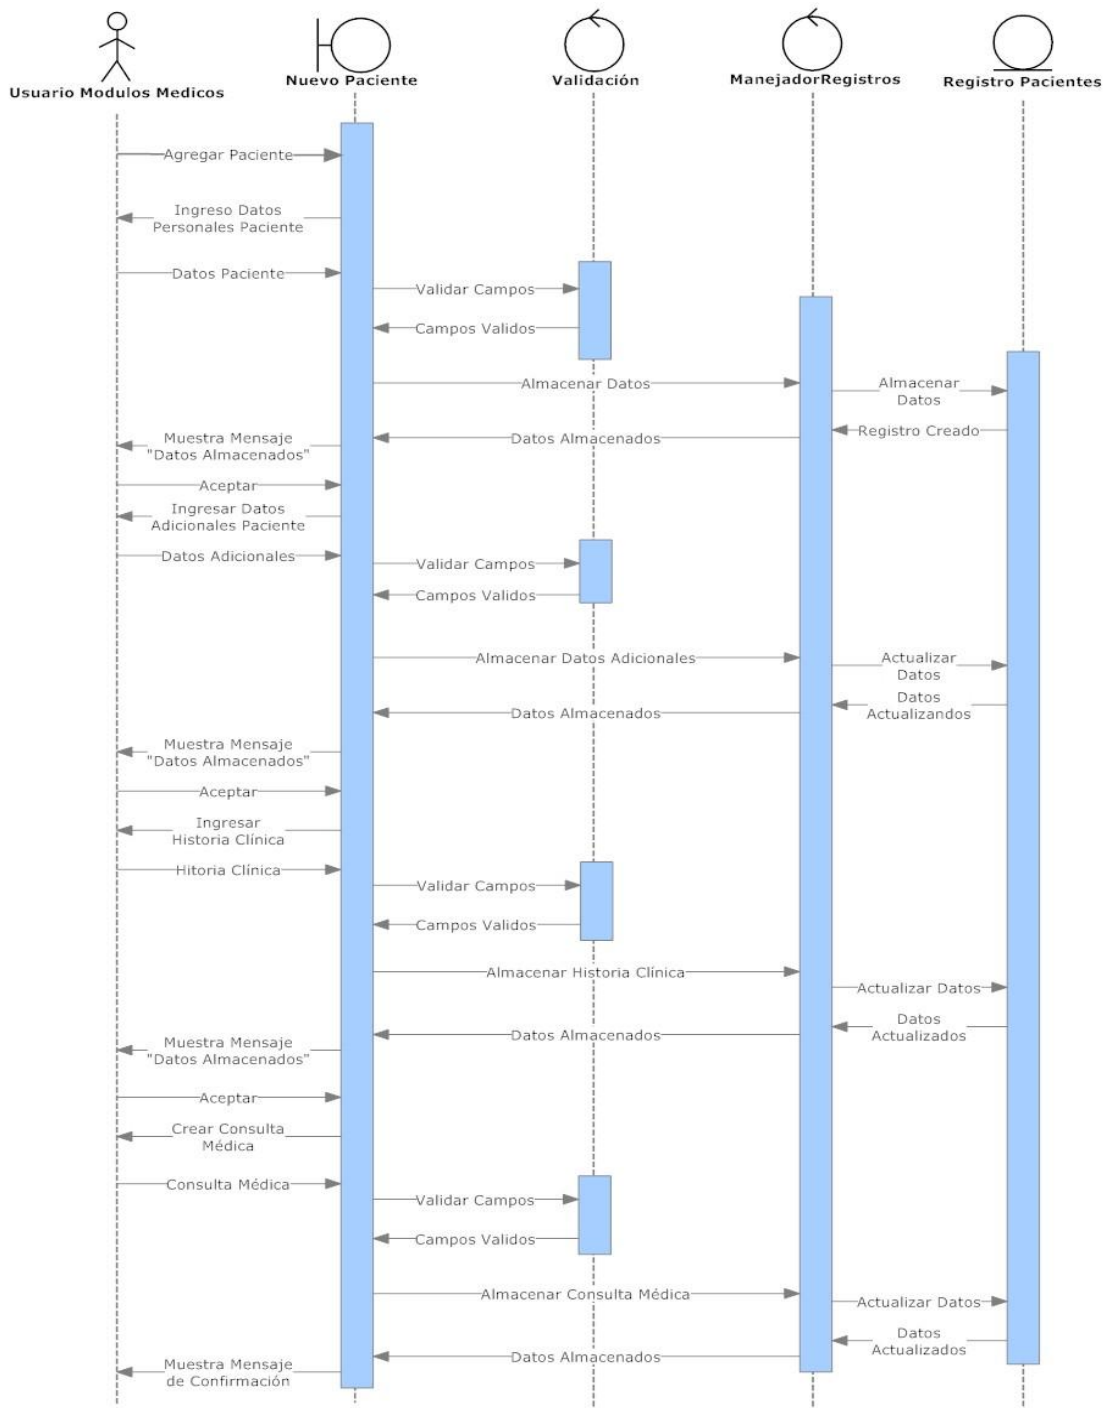 Usuario Modulos Medicos
Nuevo Paciente
Validación
ManejadorRegistros
Registro Pacientes
Agregar Paciente
Ingreso Datos
Personales Paciente
Datos Paciente
Validar Campos
Campos Validos
Almacenar Datos
Almacenar
Datos
Registro Creado
Datos Almacenados
Muestra Mensaje
"Datos Almacenados"
Aceptar
Ingresar Datos
Adicionales Paciente
Datos Adicionales
Validar Campos
Campos Validos
Almacenar Datos Adicionales
Actualizar
Datos
Datos
Actualizandos
Datos Almacenados
Muestra Mensaje
"Datos Almacenados"
Aceptar
Ingresar
Historia Clínica
Hitoria Clínica
Validar Campos
Campos Validos
Almacenar Historia Clínica
Actualizar Datos
Datos
Actualizados
Datos Almacenados
Muestra Mensaje
"Datos Almacenados"
Aceptar
Crear Consulta
Médica
Consulta Médica
Validar Campos
Campos Validos
Almacenar Consulta Médica
Actualizar Datos
Datos
Actualizados
Datos Almacenados
Muestra Mensaje
de Confirmación